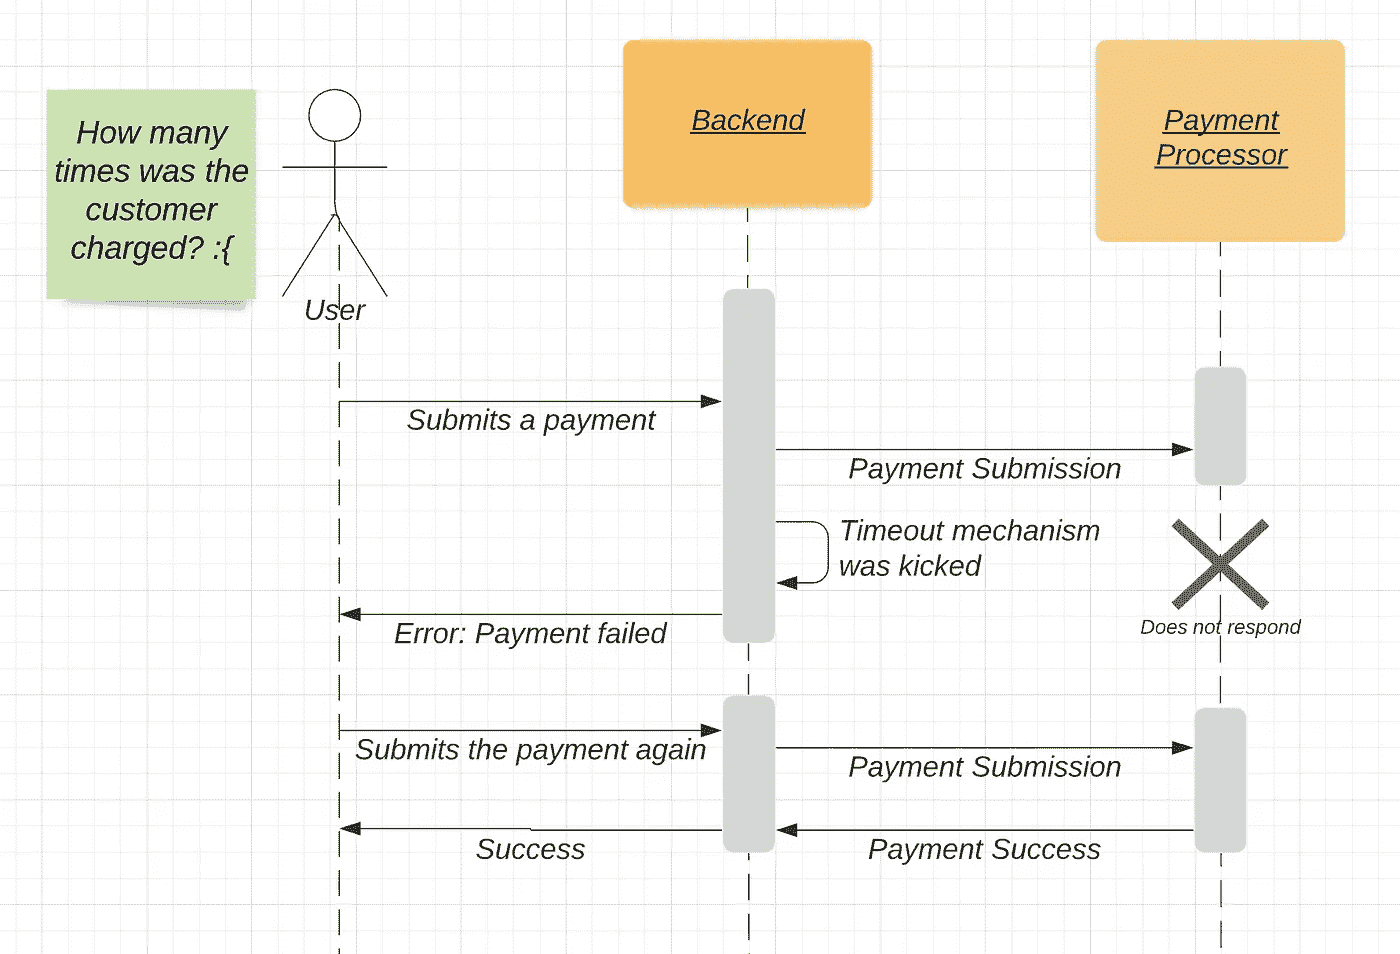 How many
times was the
customer
charged? :{
User
Backend
Payment
Processor
Submits a payment
Payment Submission
Timeout mechanism
was kicked
Does not respond
Error: Payment failed
Submits the payment again
Payment Submission
Success
Payment Success